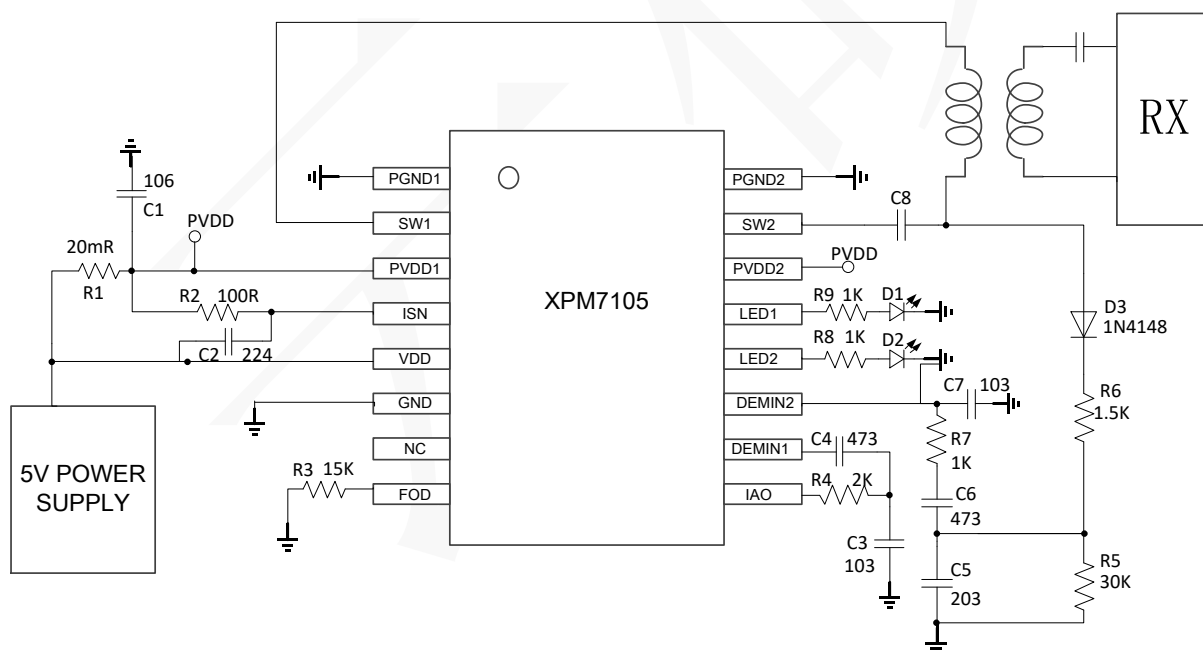 RX
106
C1
PVDD
20mR
R1
R2 100R
C2 224
5V POWER
SUPPLY
R3 15K
PGND1
SW1
PVDD1
ISN
VDD
GND
NC
FOD
XPM7105
PGND2
SW2
PVDD2
LED1
LED2
DEMIN2
DEMIN1
IAO
C8
PVDD
R9 1K D1
R8 1K D2
C7 103
R7
1K
C4 473
R4 2K
C6
473
C3
103
C5
203
D3
1N4148
R6
1.5K
R5
30K